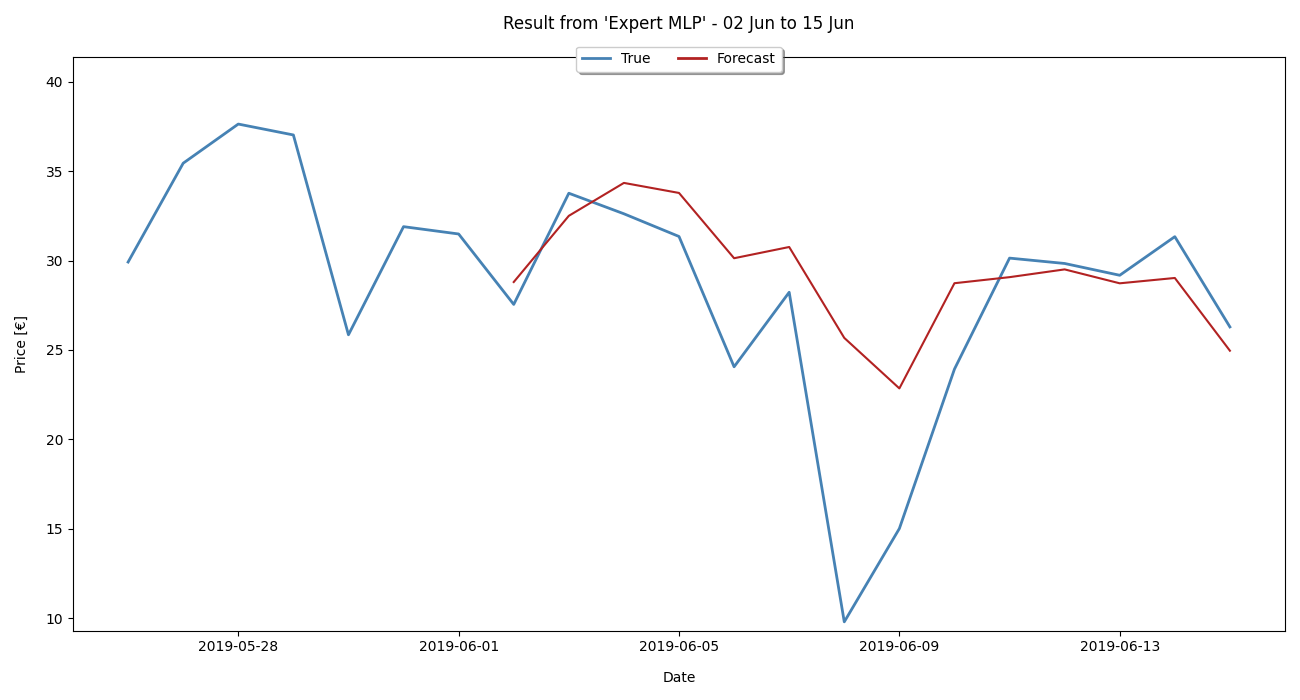 Result from 'Expert MLP' - 02 Jun to 15 Jun
True Forecast
40
35
30
25
20
15
10
Price [€]
2019-05-28 2019-06-01 2019-06-05 2019-06-09 2019-06-13
Date